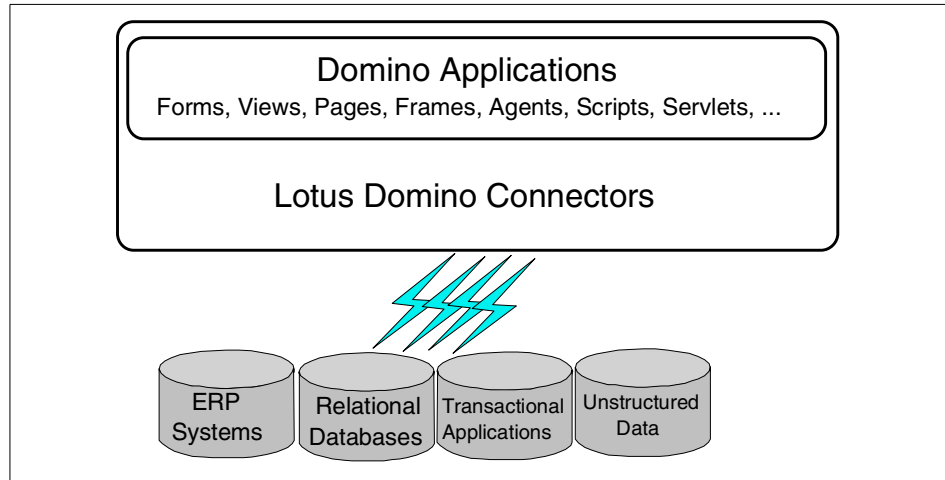 Domino Applications
Forms, Views, Pages, Frames, Agents, Scripts, Servlets, ...
Lotus Domino Connectors
ERP
Systems
Relational
Databases
Transactional
Applications
Unstructured
Data